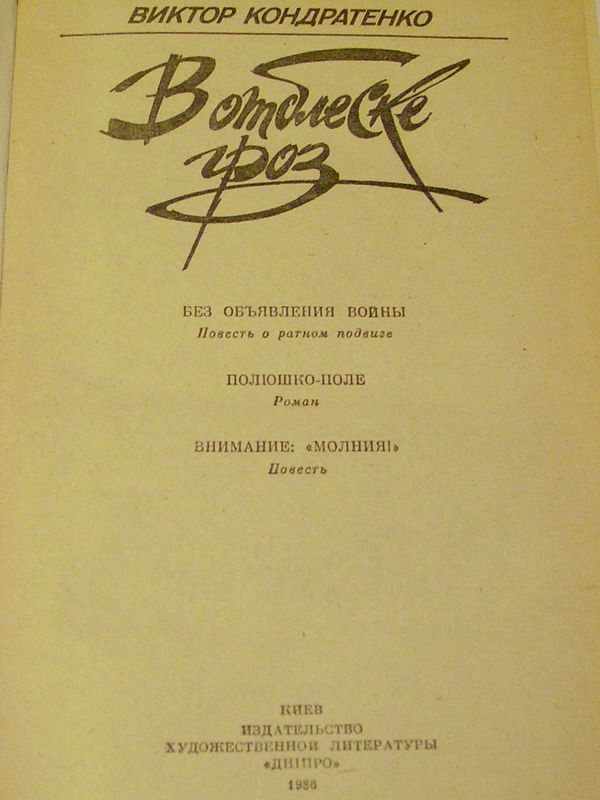 ВИКТОР КОНДРАТЕНКО
В отблеске
гроз
БЕЗ ОБЪЯВЛЕНИЯ ВОЙНЫ
Повесть о ратном подвиге
ПОЛЮШКО-ПОЛЕ
Роман
ВНИМАНИЕ: «МОЛНИЯ!»
Повесть
КИЕВ
ИЗДАТЕЛЬСТВО
ХУДОЖЕСТВЕННОЙ ЛИТЕРАТУРЫ
«ДНІПРО»
1986